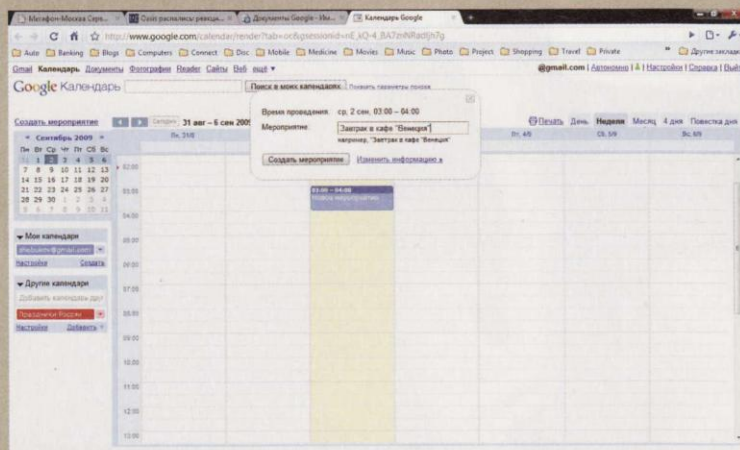 Мегафон-Москва Серв...
Документы Google - Им...
Календарь Google
http://www.google.com/calendar/render?tab=oc&gsessionid=
Auto Banking Blogs Computers Connect Disc Mobile Medicine Movies Music Photo Project Shopping Travel Private » Другие закладки
Gmail Календарь Документы Фотографии Reader Сайты Веб ещё ▼
@gmail.com | Автономно | Настройки | Справка |
Google Календарь
Поиск в моих календарях Показать параметры поиска
Создать мероприятие
Сегодня 31 авг – 6 сен 2009
Печать День Неделя Месяц 4 дня Повестка дня
Время проведения: ср, 2 сен, 03:00 – 04:00
Мероприятие: Завтрак в кафе "Венеция"
например, "Завтрак в кафе "Венеция"
Создать мероприятие Изменить информацию »
Пн, 31/8 Пт, 4/9 Сб, 5/9 Вс, 6/9
« Сентябрь 2009 »
Пн Вт Ср Чт Пт Сб Вс
31 1 2 3 4 5 6
7 8 9 10 11 12 13
14 15 16 17 18 19 20
21 22 23 24 25 26 27
28 29 30 1 2 3 4
5 6 7 8 9 10 11
02:00
03:00
03:00 – 04:00
Новое мероприятие
04:00
05:00
06:00
07:00
08:00
09:00
10:00
11:00
12:00
13:00
Мои календари
Настройки Создать
Другие календари
Добавить календарь друг
Праздники России
Настройки Добавить